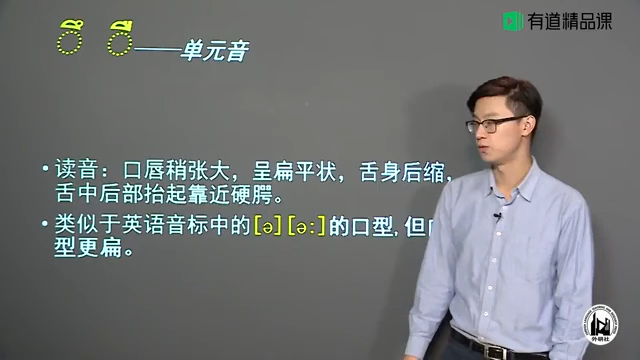 有道精品课
ึ ื ——单元音
• 读音：口唇稍张大，呈扁平状，舌身后缩，
舌中后部抬起靠近硬腭。
• 类似于英语音标中的[ə][ə:]的口型,但
型更扁。
外研社